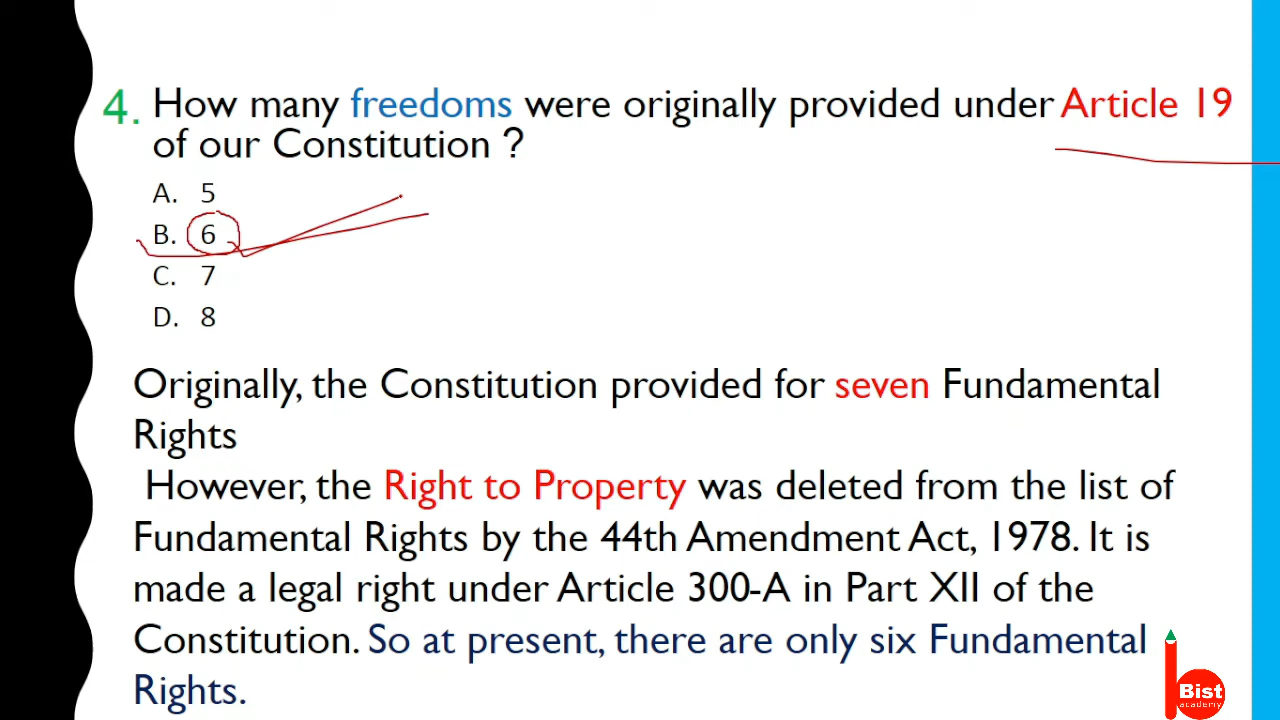 4. How many freedoms were originally provided under Article 19
of our Constitution ?
A. 5
B. 6
C. 7
D. 8
Originally, the Constitution provided for seven Fundamental
Rights
However, the Right to Property was deleted from the list of
Fundamental Rights by the 44th Amendment Act, 1978. It is
made a legal right under Article 300-A in Part XII of the
Constitution. So at present, there are only six Fundamental
Rights.
Bist
academy